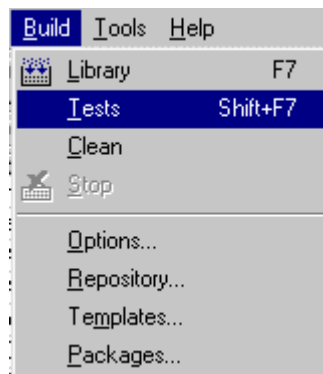 Build Tools Help
Library F7
Tests Shift+F7
Clean
Stop
Options...
Repository...
Templates...
Packages...